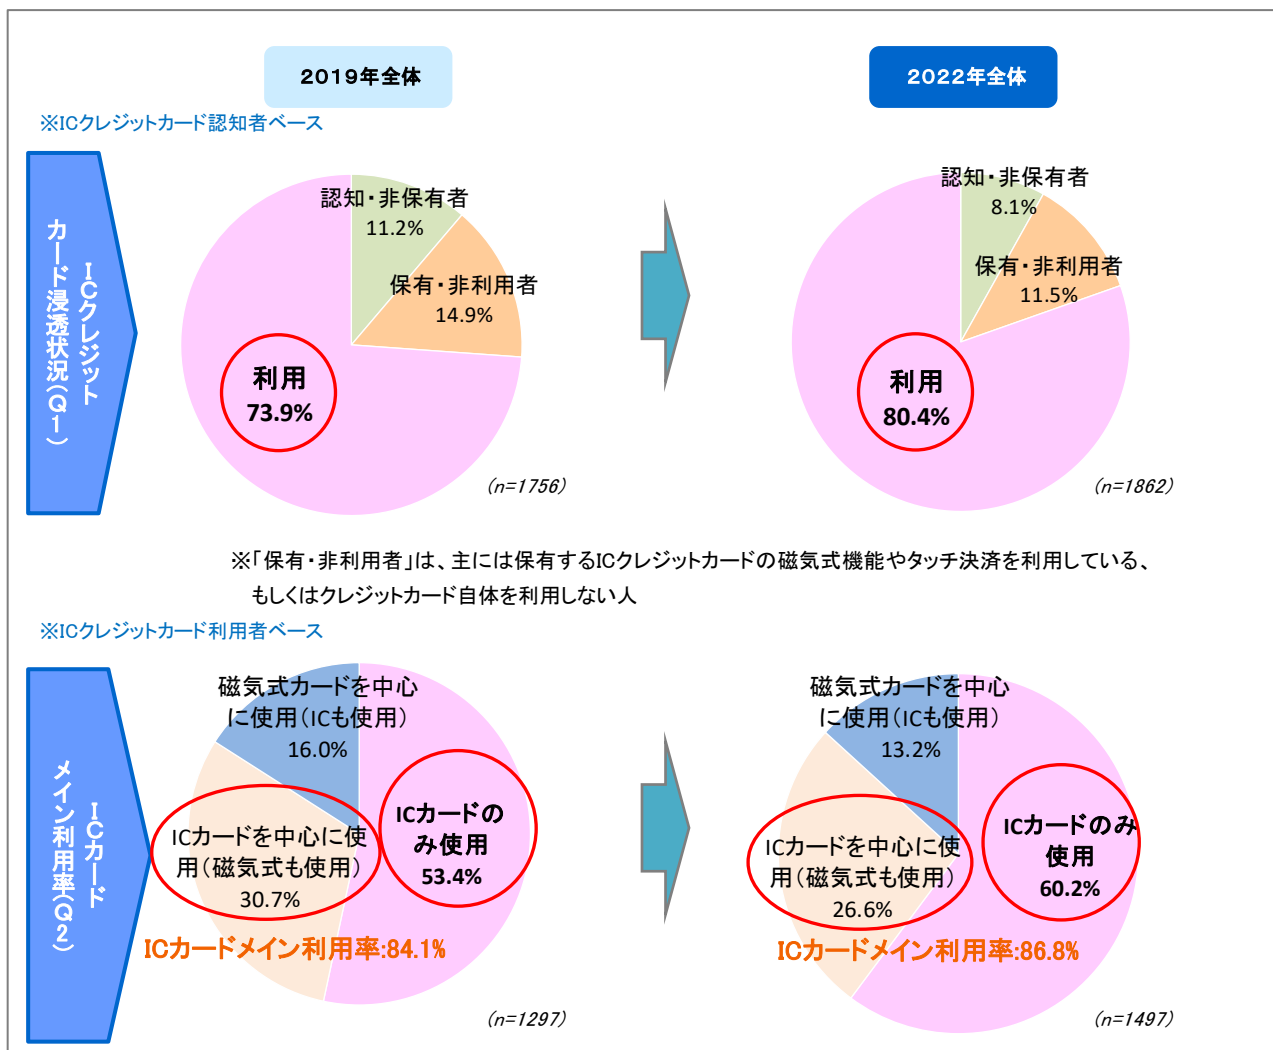 2019年全体
2022年全体
※ICクレジットカード認知者ベース
ICクレジット
カード浸透状況(Q1)
認知・非保有者
11.2%
保有・非利用者
14.9%
利用
73.9%
(n=1756)
認知・非保有者
8.1%
保有・非利用者
11.5%
利用
80.4%
(n=1862)
※「保有・非利用者」は、主には保有するICクレジットカードの磁気式機能やタッチ決済を利用している、
もしくはクレジットカード自体を利用しない人
※ICクレジットカード利用者ベース
ICカード
メイン利用率(Q2)
磁気式カードを中心
に使用(ICも使用)
16.0%
ICカードを中心に使
用(磁気式も使用)
30.7%
ICカードの
み使用
53.4%
ICカードメイン利用率:84.1%
(n=1297)
磁気式カードを中心
に使用(ICも使用)
13.2%
ICカードを中心に使
用(磁気式も使用)
26.6%
ICカードのみ
使用
60.2%
ICカードメイン利用率:86.8%
(n=1497)